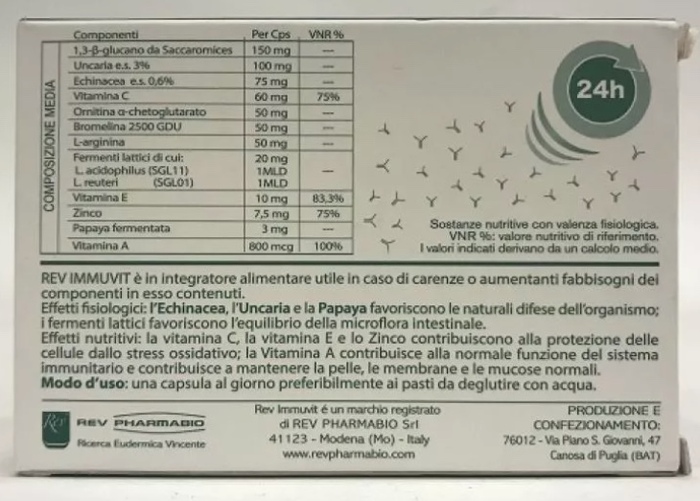 Componenti Per Cps VNR%
COMPOSIZIONE MEDIA
1,3-β-glucano da Saccaromices 150 mg —
Uncaria e.s. 3% 100 mg —
Echinacea e.s. 0,6% 75 mg —
Vitamina C 60 mg 75%
Ornitina α-chetoglutarato 50 mg —
Bromelina 2500 GDU 50 mg —
L-arginina 50 mg —
Fermenti lattici di cui: 20 mg
L. acidophilus (SGL11) 1MLD —
L. reuteri (SGL01) 1MLD
Vitamina E 10 mg 83,3%
Zinco 7,5 mg 75%
Papaya fermentata 3 mg —
Vitamina A 800 mcg 100%
24h
Sostanze nutritive con valenza fisiologica.
VNR %: valore nutritivo di riferimento.
I valori indicati derivano da un calcolo medio.
REV IMMUVIT è in integratore alimentare utile in caso di carenze o aumentanti fabbisogni dei
componenti in esso contenuti.
Effetti fisiologici: l'Echinacea, l'Uncaria e la Papaya favoriscono le naturali difese dell'organismo;
i fermenti lattici favoriscono l'equilibrio della microflora intestinale.
Effetti nutritivi: la vitamina C, la vitamina E e lo Zinco contribuiscono alla protezione delle
cellule dallo stress ossidativo; la Vitamina A contribuisce alla normale funzione del sistema
immunitario e contribuisce a mantenere la pelle, le membrane e le mucose normali.
Modo d'uso: una capsula al giorno preferibilmente ai pasti da deglutire con acqua.
Rev
REV PHARMABIO
Ricerca Eudermica Vincente
Rev Immuvit é un marchio registrato
di REV PHARMABIO Srl
41123 - Modena (Mo) - Italy
www.revpharmabio.com
PRODUZIONE E
CONFEZIONAMENTO:
76012 - Via Piano S. Giovanni, 47
Canosa di Puglia (BAT)